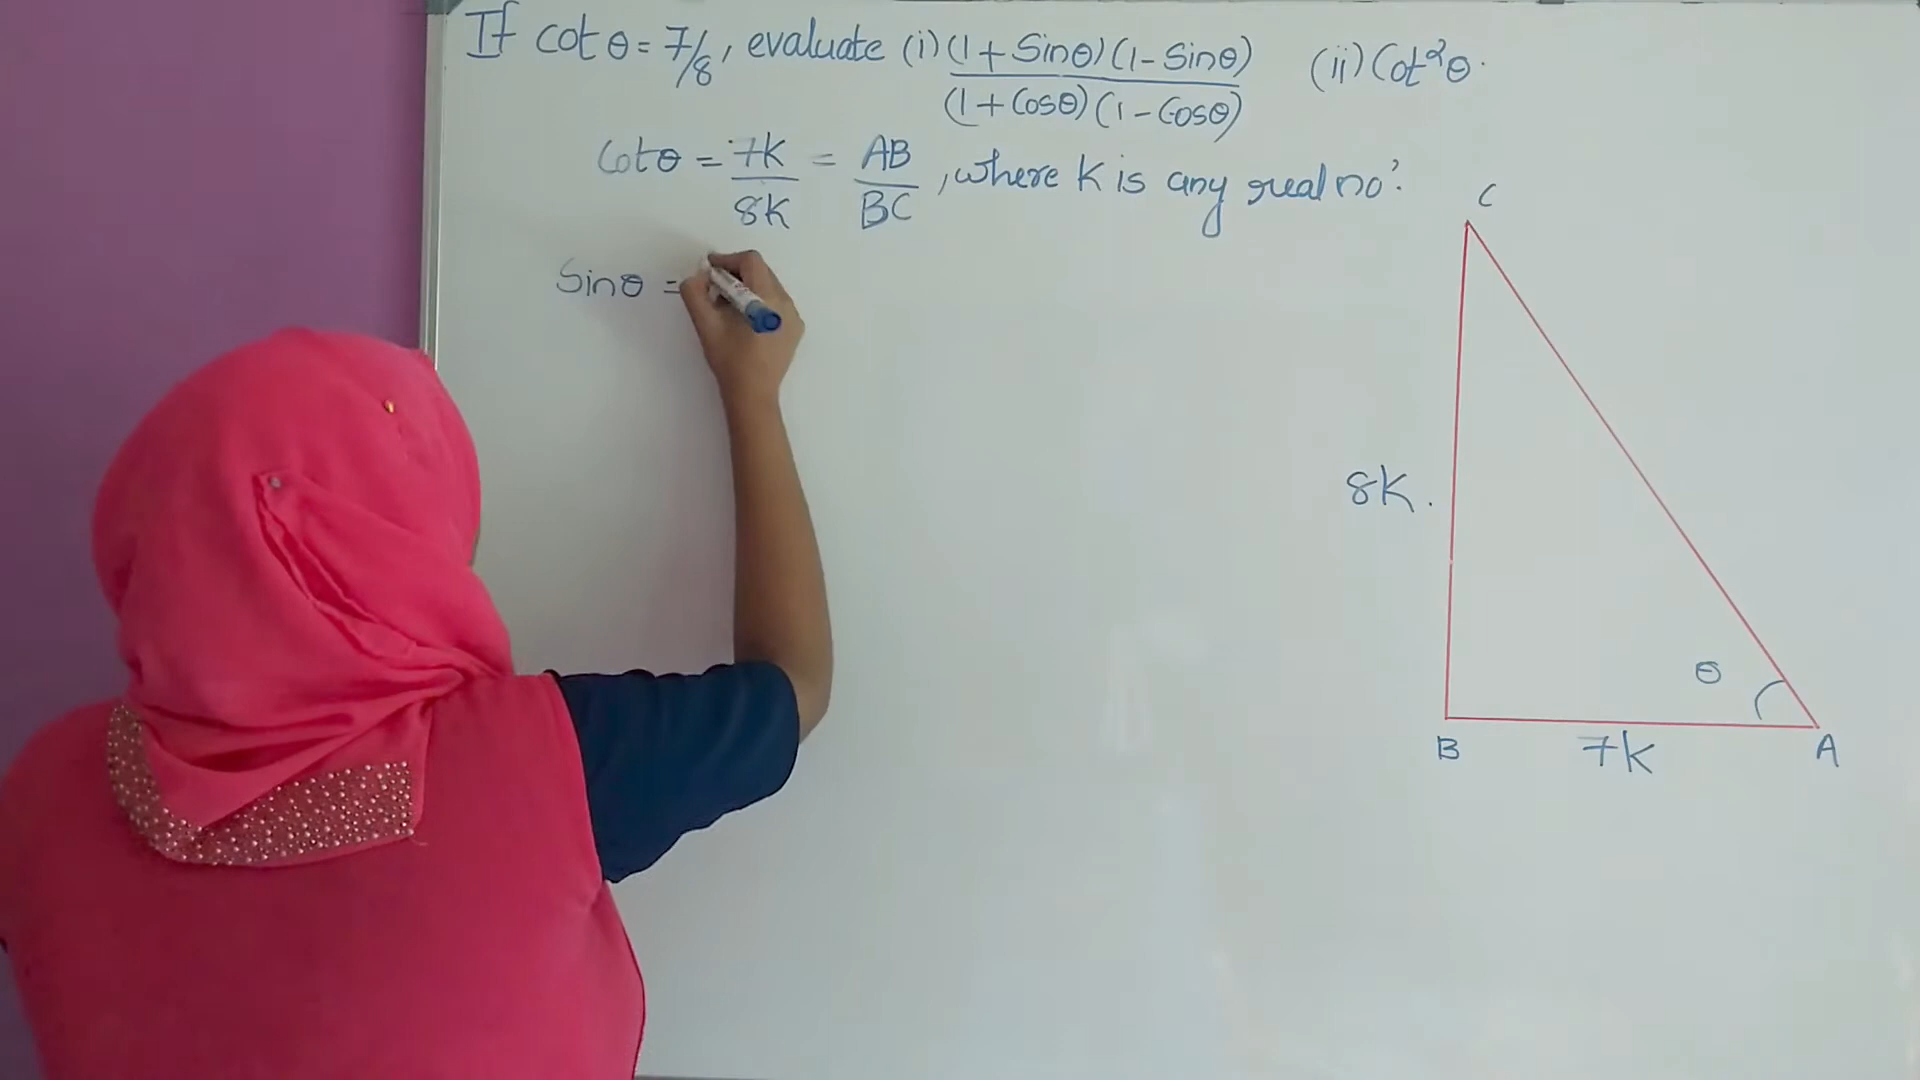 If cot θ = 7/8, evaluate (i) (1 + Sinθ) (1 - Sinθ) (ii) Cot²θ.
(1 + Cosθ) (1 - Cosθ)
Cotθ = 7K = AB , where K is any real no:
8K BC
C
Sinθ =
8K.
θ
B 7k A